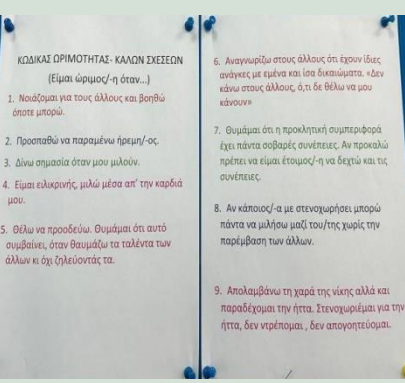 ΚΩΔΙΚΑΣ ΩΡΙΜΟΤΗΤΑΣ- ΚΑΛΩΝ ΣΧΕΣΕΩΝ
(Είμαι ώριμος/-η όταν...)
1. Νοιάζομαι για τους άλλους και βοηθώ
όποτε μπορώ.
2. Προσπαθώ να παραμένω ήρεμη/-ος.
3. Δίνω σημασία όταν μου μιλούν.
4. Είμαι ειλικρινής, μιλώ μέσα απ' την καρδιά
μου.
5. Θέλω να προοδεύω. Θυμάμαι ότι αυτό
συμβαίνει, όταν θαυμάζω τα ταλέντα των
άλλων κι όχι ζηλεύοντάς τα.
6. Αναγνωρίζω στους άλλους ότι έχουν ίδιες
ανάγκες με εμένα και ίσα δικαιώματα. «Δεν
κάνω στους άλλους, ό,τι δε θέλω να μου
κάνουν»
7. Θυμάμαι ότι η προκλητική συμπεριφορά
έχει πάντα σοβαρές συνέπειες. Αν προκαλώ
πρέπει να είμαι έτοιμος/-η να δεχτώ και τις
συνέπειες.
8. Αν κάποιος/-α με στενοχωρήσει μπορώ
πάντα να μιλήσω μαζί του/της χωρίς την
παρέμβαση των άλλων.
9. Απολαμβάνω τη χαρά της νίκης αλλά και
παραδέχομαι την ήττα. Στενοχωριέμαι για την
ήττα, δεν ντρέπομαι , δεν απογοητεύομαι.